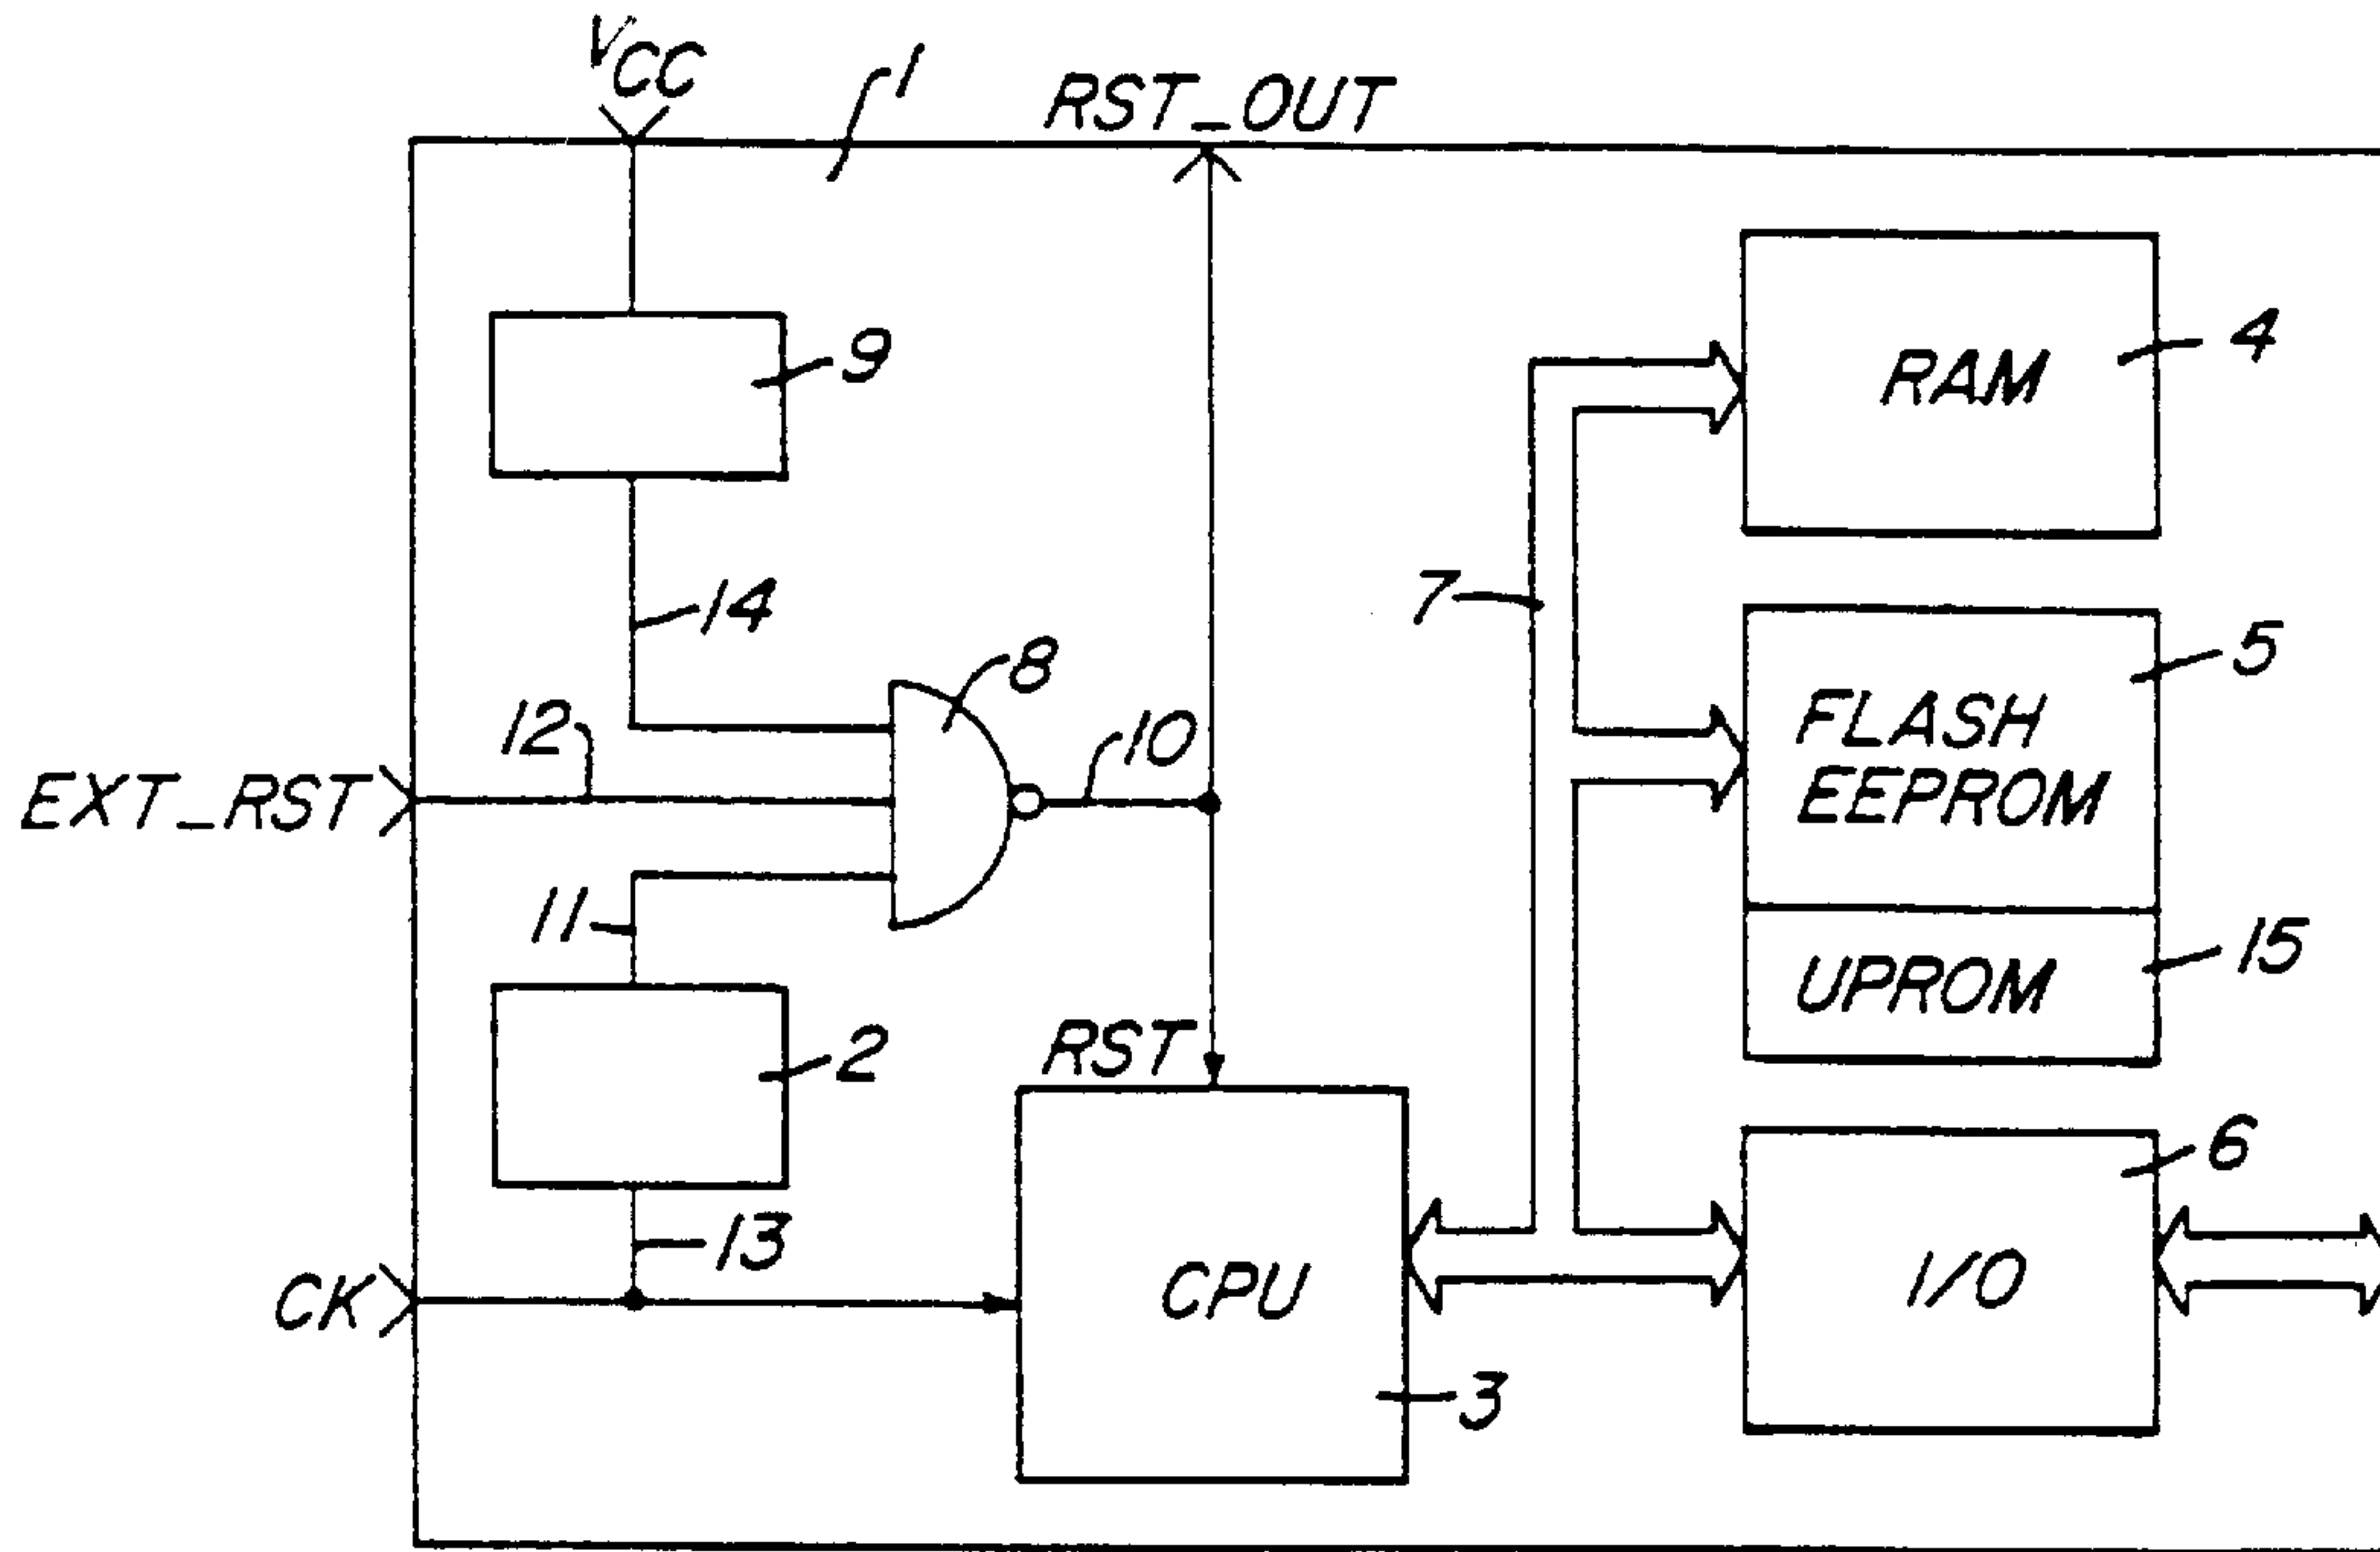 VCC
1
RST_OUT
9
RAM
4
14
7
8
5
12
10
FLASH
EEPROM
EXT_RST
11
15
UPROM
2
RST
6
13
CK
CPU
I/O
3